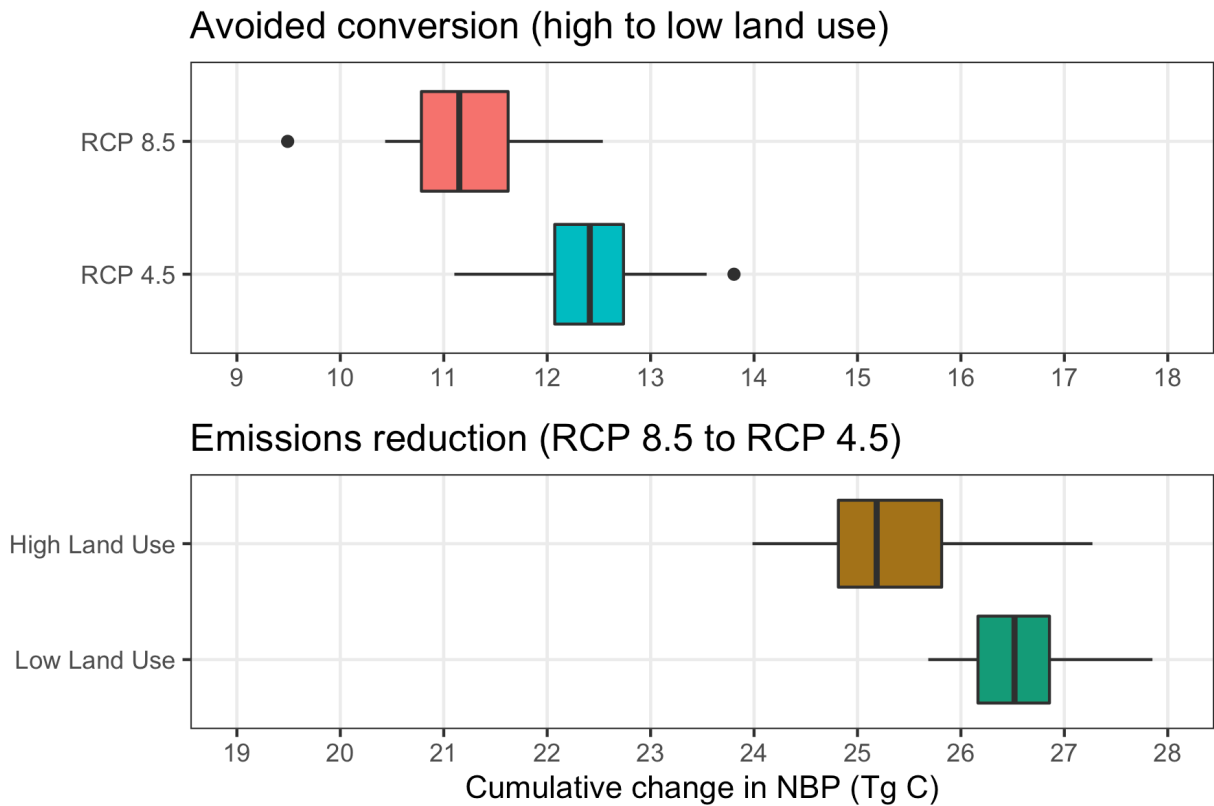 Avoided conversion (high to low land use)
RCP 8.5
RCP 4.5
9 10 11 12 13 14 15 16 17 18
Emissions reduction (RCP 8.5 to RCP 4.5)
High Land Use
Low Land Use
19 20 21 22 23 24 25 26 27 28
Cumulative change in NBP (Tg C)